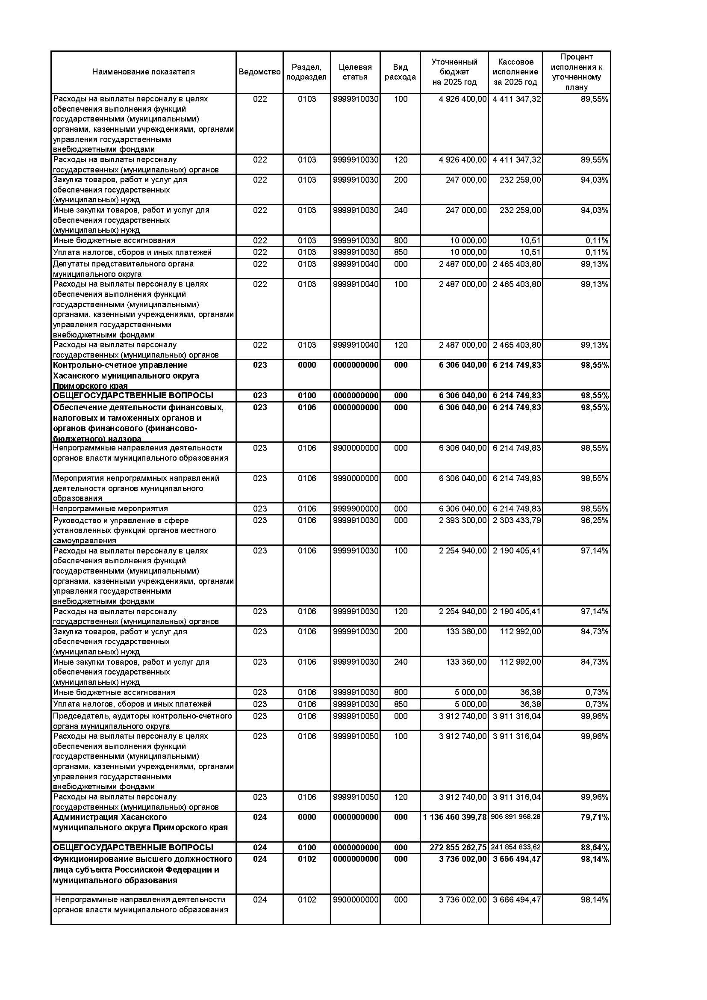 Наименование показателя Ведомство Раздел, подраздел Целевая статья Вид расхода Уточненный бюджет на 2025 год Кассовое исполнение за 2025 год Процент исполнения к уточненному плану
Расходы на выплаты персоналу в целях 022 0103 9999910030 100 4 926 400,00 4 411 347,32 89,55%
обеспечения выполнения функций
государственными (муниципальными)
органами, казенными учреждениями, органами
управления государственными
внебюджетными фондами
Расходы на выплаты персоналу 022 0103 9999910030 120 4 926 400,00 4 411 347,32 89,55%
государственных (муниципальных) органов
Закупка товаров, работ и услуг для 022 0103 9999910030 200 247 000,00 232 259,00 94,03%
обеспечения государственных
(муниципальных) нужд
Иные закупки товаров, работ и услуг для 022 0103 9999910030 240 247 000,00 232 259,00 94,03%
обеспечения государственных
(муниципальных) нужд
Иные бюджетные ассигнования 022 0103 9999910030 800 10 000,00 10,51 0,11%
Уплата налогов, сборов и иных платежей 022 0103 9999910030 850 10 000,00 10,51 0,11%
Депутаты представительного органа 022 0103 9999910040 000 2 487 000,00 2 465 403,80 99,13%
муниципального округа
Расходы на выплаты персоналу в целях 022 0103 9999910040 100 2 487 000,00 2 465 403,80 99,13%
обеспечения выполнения функций
государственными (муниципальными)
органами, казенными учреждениями, органами
управления государственными
внебюджетными фондами
Расходы на выплаты персоналу 022 0103 9999910040 120 2 487 000,00 2 465 403,80 99,13%
государственных (муниципальных) органов
Контрольно-счетное управление 023 0000 0000000000 000 6 306 040,00 6 214 749,83 98,55%
Хасанского муниципального округа
Приморского края
ОБЩЕГОСУДАРСТВЕННЫЕ ВОПРОСЫ 023 0100 0000000000 000 6 306 040,00 6 214 749,83 98,55%
Обеспечение деятельности финансовых, 023 0106 0000000000 000 6 306 040,00 6 214 749,83 98,55%
налоговых и таможенных органов и
органов финансового (финансово-
бюджетного) надзора
Непрограммные направления деятельности 023 0106 9900000000 000 6 306 040,00 6 214 749,83 98,55%
органов власти муниципального образования
Мероприятия непрограммных направлений 023 0106 9990000000 000 6 306 040,00 6 214 749,83 98,55%
деятельности органов муниципального
образования
Непрограммные мероприятия 023 0106 9999900000 000 6 306 040,00 6 214 749,83 98,55%
Руководство и управление в сфере 023 0106 9999910030 000 2 393 300,00 2 303 433,79 96,25%
установленных функций органов местного
самоуправления
Расходы на выплаты персоналу в целях 023 0106 9999910030 100 2 254 940,00 2 190 405,41 97,14%
обеспечения выполнения функций
государственными (муниципальными)
органами, казенными учреждениями, органами
управления государственными
внебюджетными фондами
Расходы на выплаты персоналу 023 0106 9999910030 120 2 254 940,00 2 190 405,41 97,14%
государственных (муниципальных) органов
Закупка товаров, работ и услуг для 023 0106 9999910030 200 133 360,00 112 992,00 84,73%
обеспечения государственных
(муниципальных) нужд
Иные закупки товаров, работ и услуг для 023 0106 9999910030 240 133 360,00 112 992,00 84,73%
обеспечения государственных
(муниципальных) нужд
Иные бюджетные ассигнования 023 0106 9999910030 800 5 000,00 36,38 0,73%
Уплата налогов, сборов и иных платежей 023 0106 9999910030 850 5 000,00 36,38 0,73%
Председатель, аудиторы контрольно-счетного 023 0106 9999910050 000 3 912 740,00 3 911 316,04 99,96%
органа муниципального округа
Расходы на выплаты персоналу в целях 023 0106 9999910050 100 3 912 740,00 3 911 316,04 99,96%
обеспечения выполнения функций
государственными (муниципальными)
органами, казенными учреждениями, органами
управления государственными
внебюджетными фондами
Расходы на выплаты персоналу 023 0106 9999910050 120 3 912 740,00 3 911 316,04 99,96%
государственных (муниципальных) органов
Администрация Хасанского 024 0000 0000000000 000 1 136 460 399,78 905 891 958,28 79,71%
муниципального округа Приморского края
ОБЩЕГОСУДАРСТВЕННЫЕ ВОПРОСЫ 024 0100 0000000000 000 272 855 262,75 241 854 833,62 88,64%
Функционирование высшего должностного 024 0102 0000000000 000 3 736 002,00 3 666 494,47 98,14%
лица субъекта Российской Федерации и
муниципального образования
Непрограммные направления деятельности 024 0102 9900000000 000 3 736 002,00 3 666 494,47 98,14%
органов власти муниципального образования